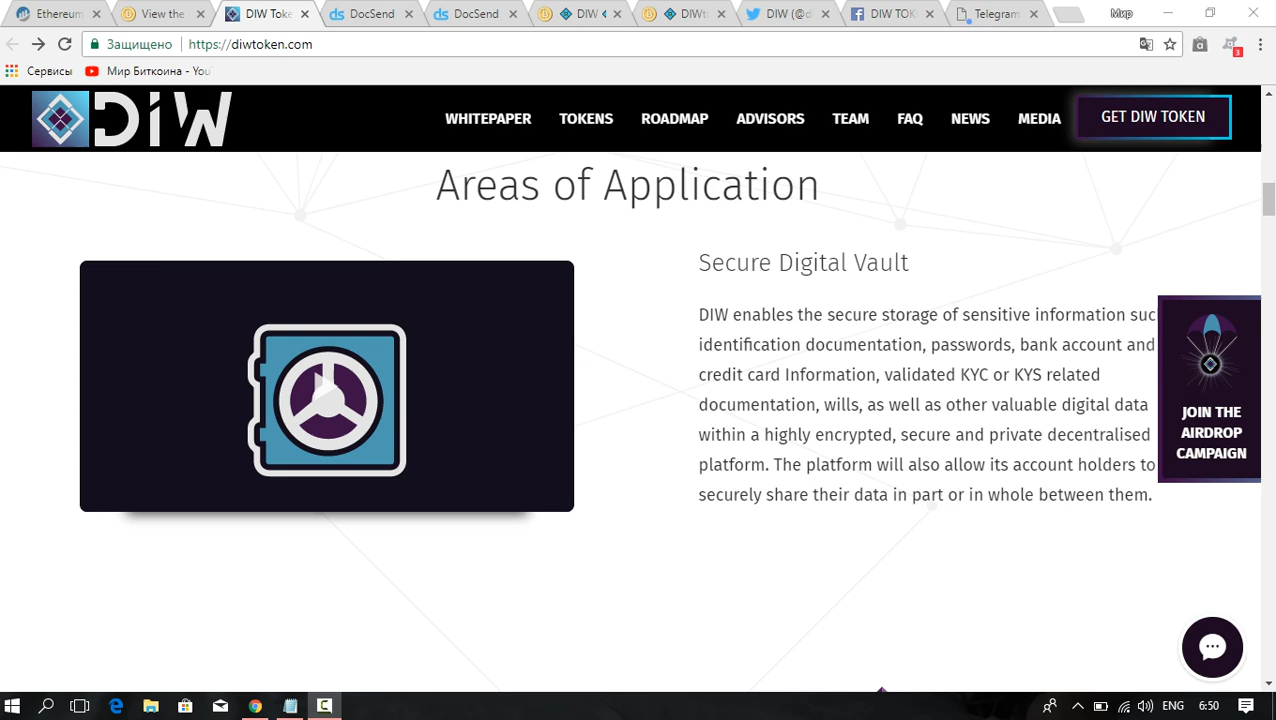 Ethereum
View the
DIW Toke
DocSend
DocSend
DIW
DIWt
DIW (@d
DIW TOK
Telegram
Мир
Защищено
https://diwtoken.com
3
Сервисы
Мир Биткоина - You
DIW
WHITEPAPER
TOKENS
ROADMAP
ADVISORS
TEAM
FAQ
NEWS
MEDIA
GET DIW TOKEN
Areas of Application
Secure Digital Vault
DIW enables the secure storage of sensitive information suc
identification documentation, passwords, bank account and
credit card Information, validated KYC or KYS related
documentation, wills, as well as other valuable digital data
within a highly encrypted, secure and private decentralised
platform. The platform will also allow its account holders to
securely share their data in part or in whole between them.
JOIN THE
AIRDROP
CAMPAIGN
ENG
6:50